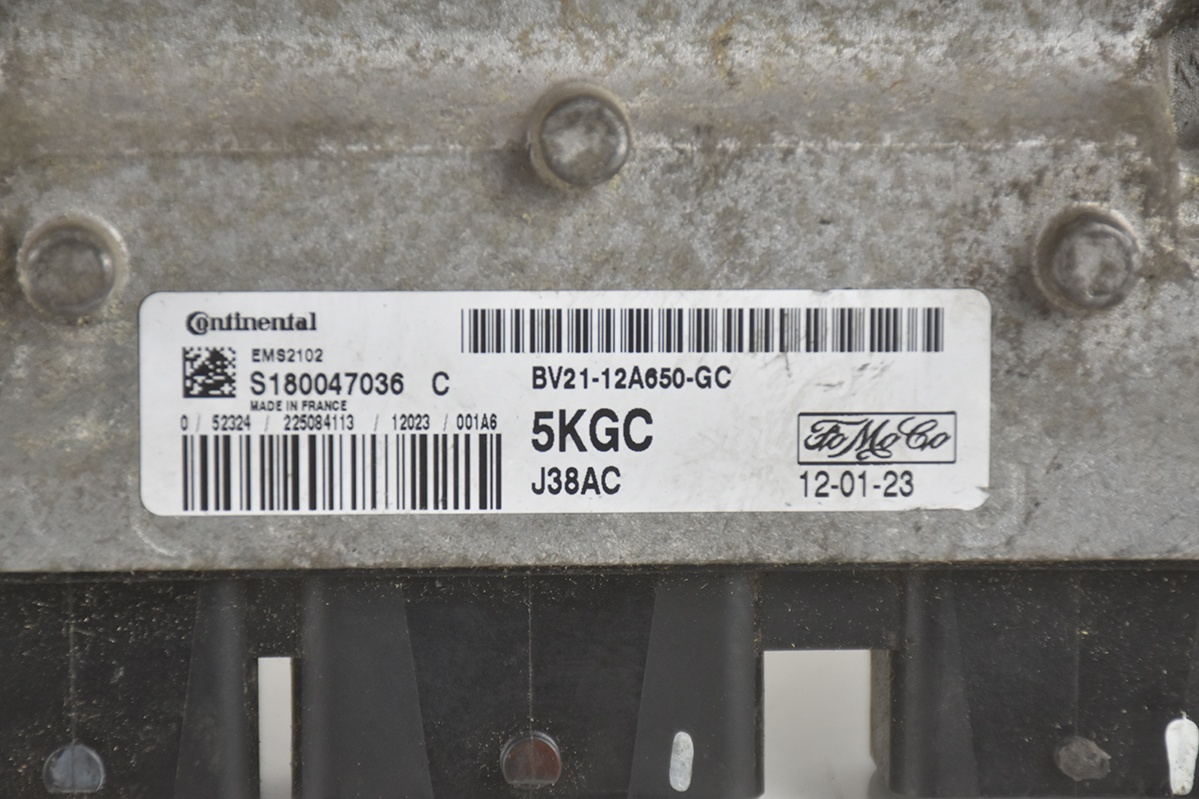 Continental
EMS2102
S180047036 C
MADE IN FRANCE
0 / 52324 / 225084113 / 12023 / 001A6
BV21-12A650-GC
5KGC
J38AC
FoMoCo
12-01-23